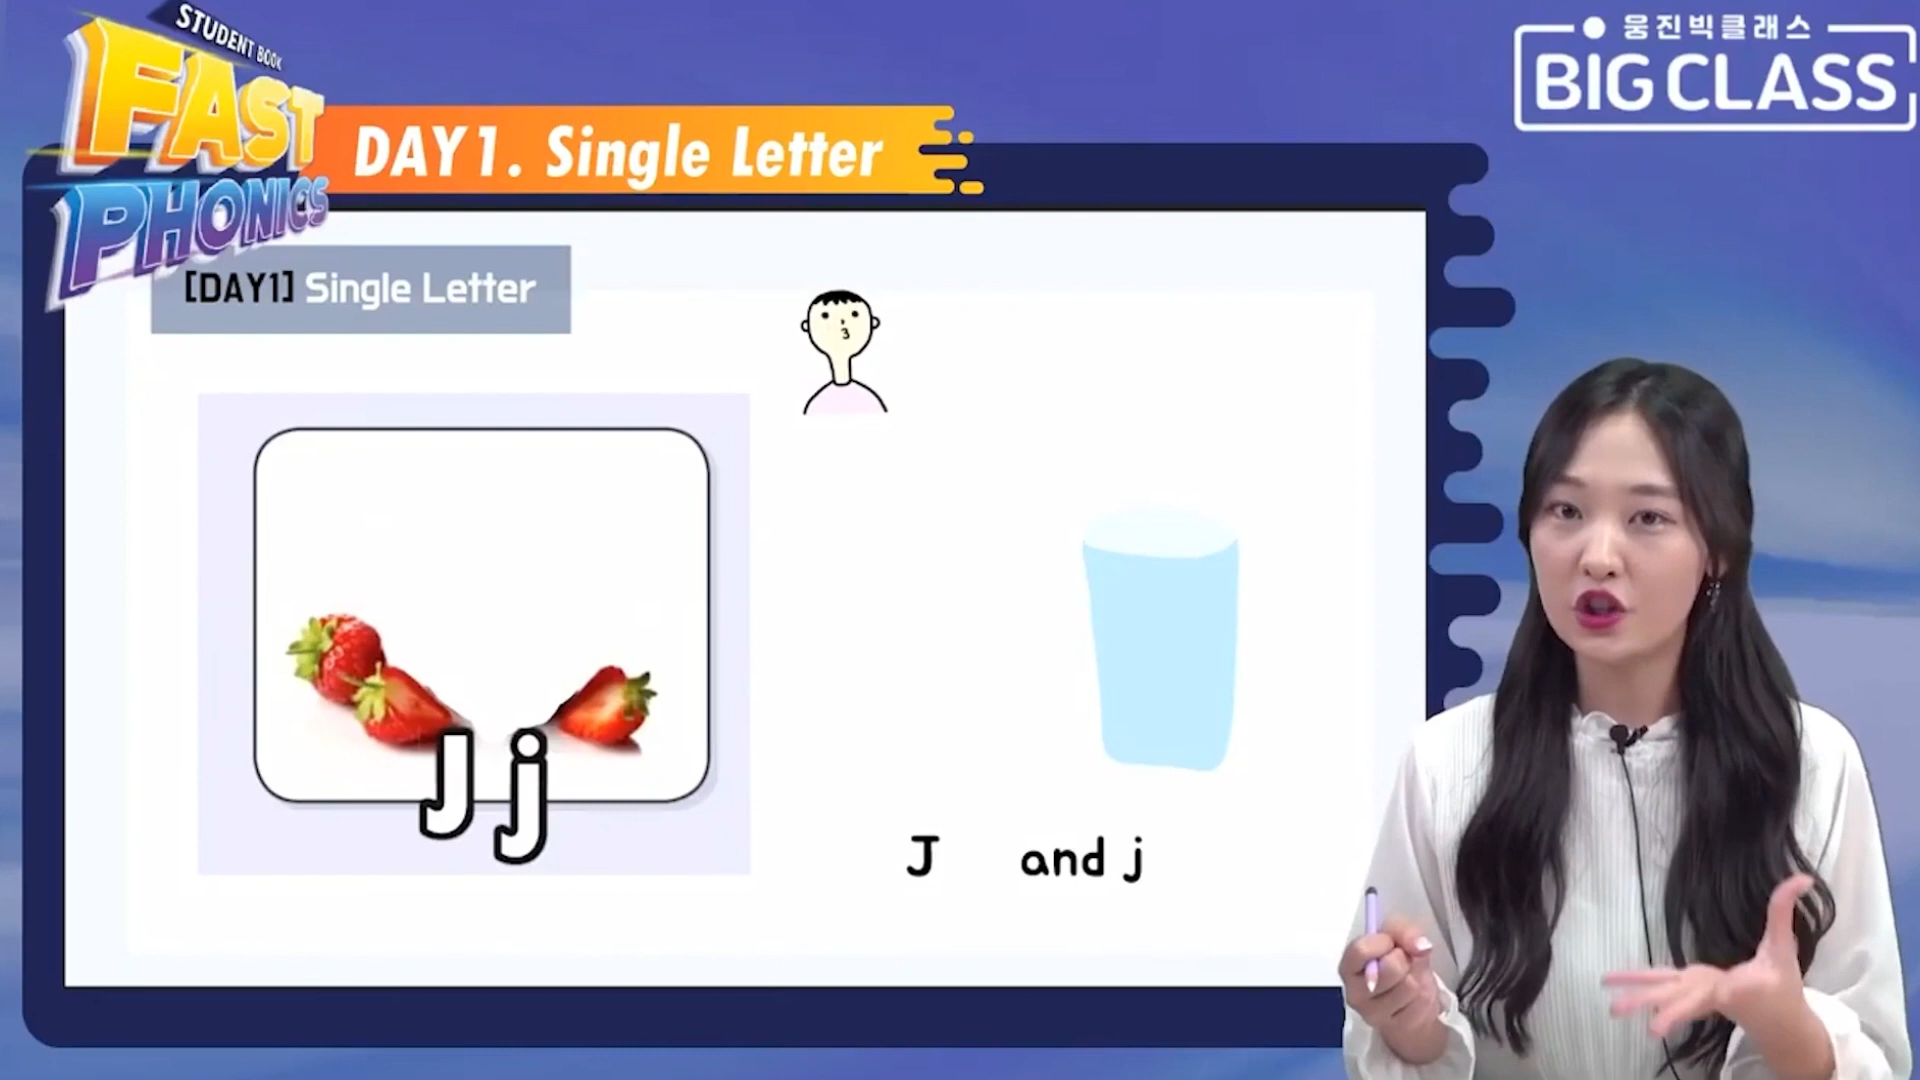 STUDENT BOOK
FAST
PHONICS
DAY1. Single Letter
웅진빅클래스
BIG CLASS
[DAY1] Single Letter
J j
J and j